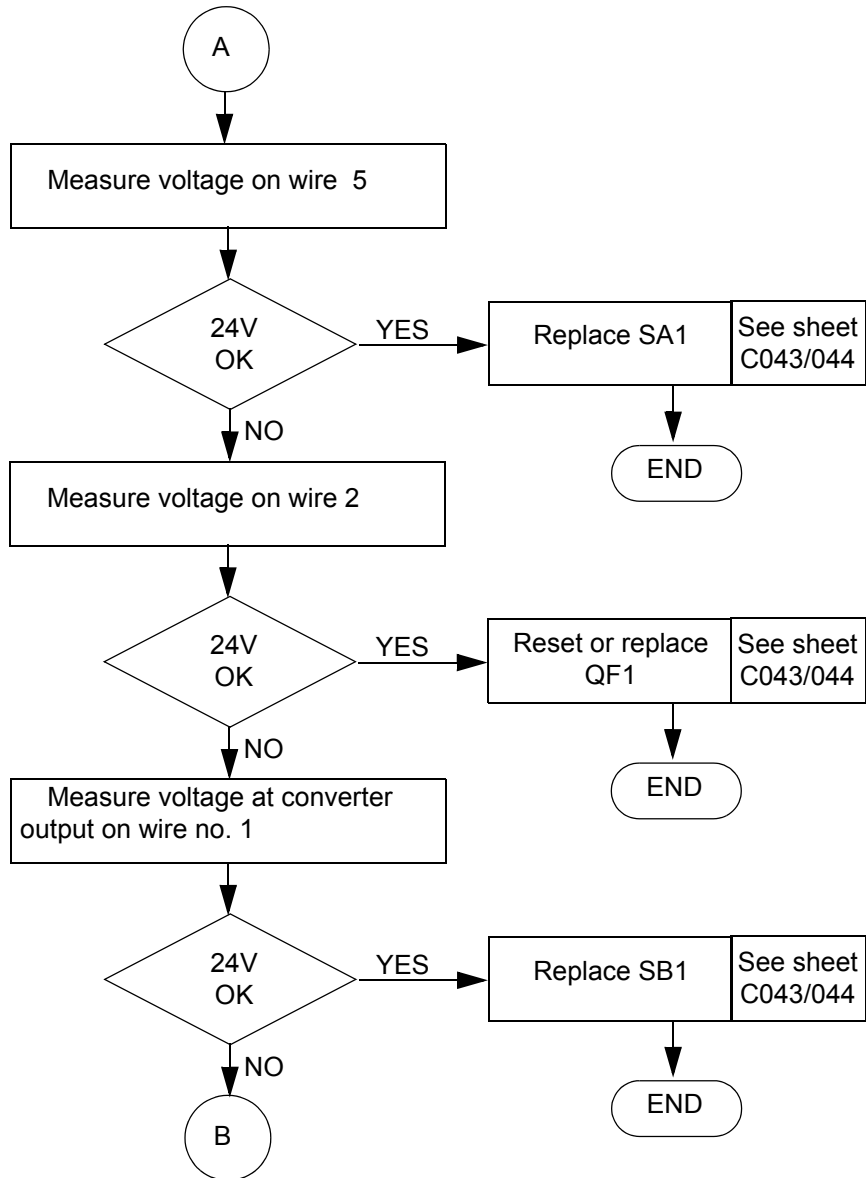 A
Measure voltage on wire 5
24V
OK
YES
Replace SA1
See sheet
C043/044
END
NO
Measure voltage on wire 2
24V
OK
YES
Reset or replace
QF1
See sheet
C043/044
END
NO
Measure voltage at converter
output on wire no. 1
24V
OK
YES
Replace SB1
See sheet
C043/044
END
NO
B